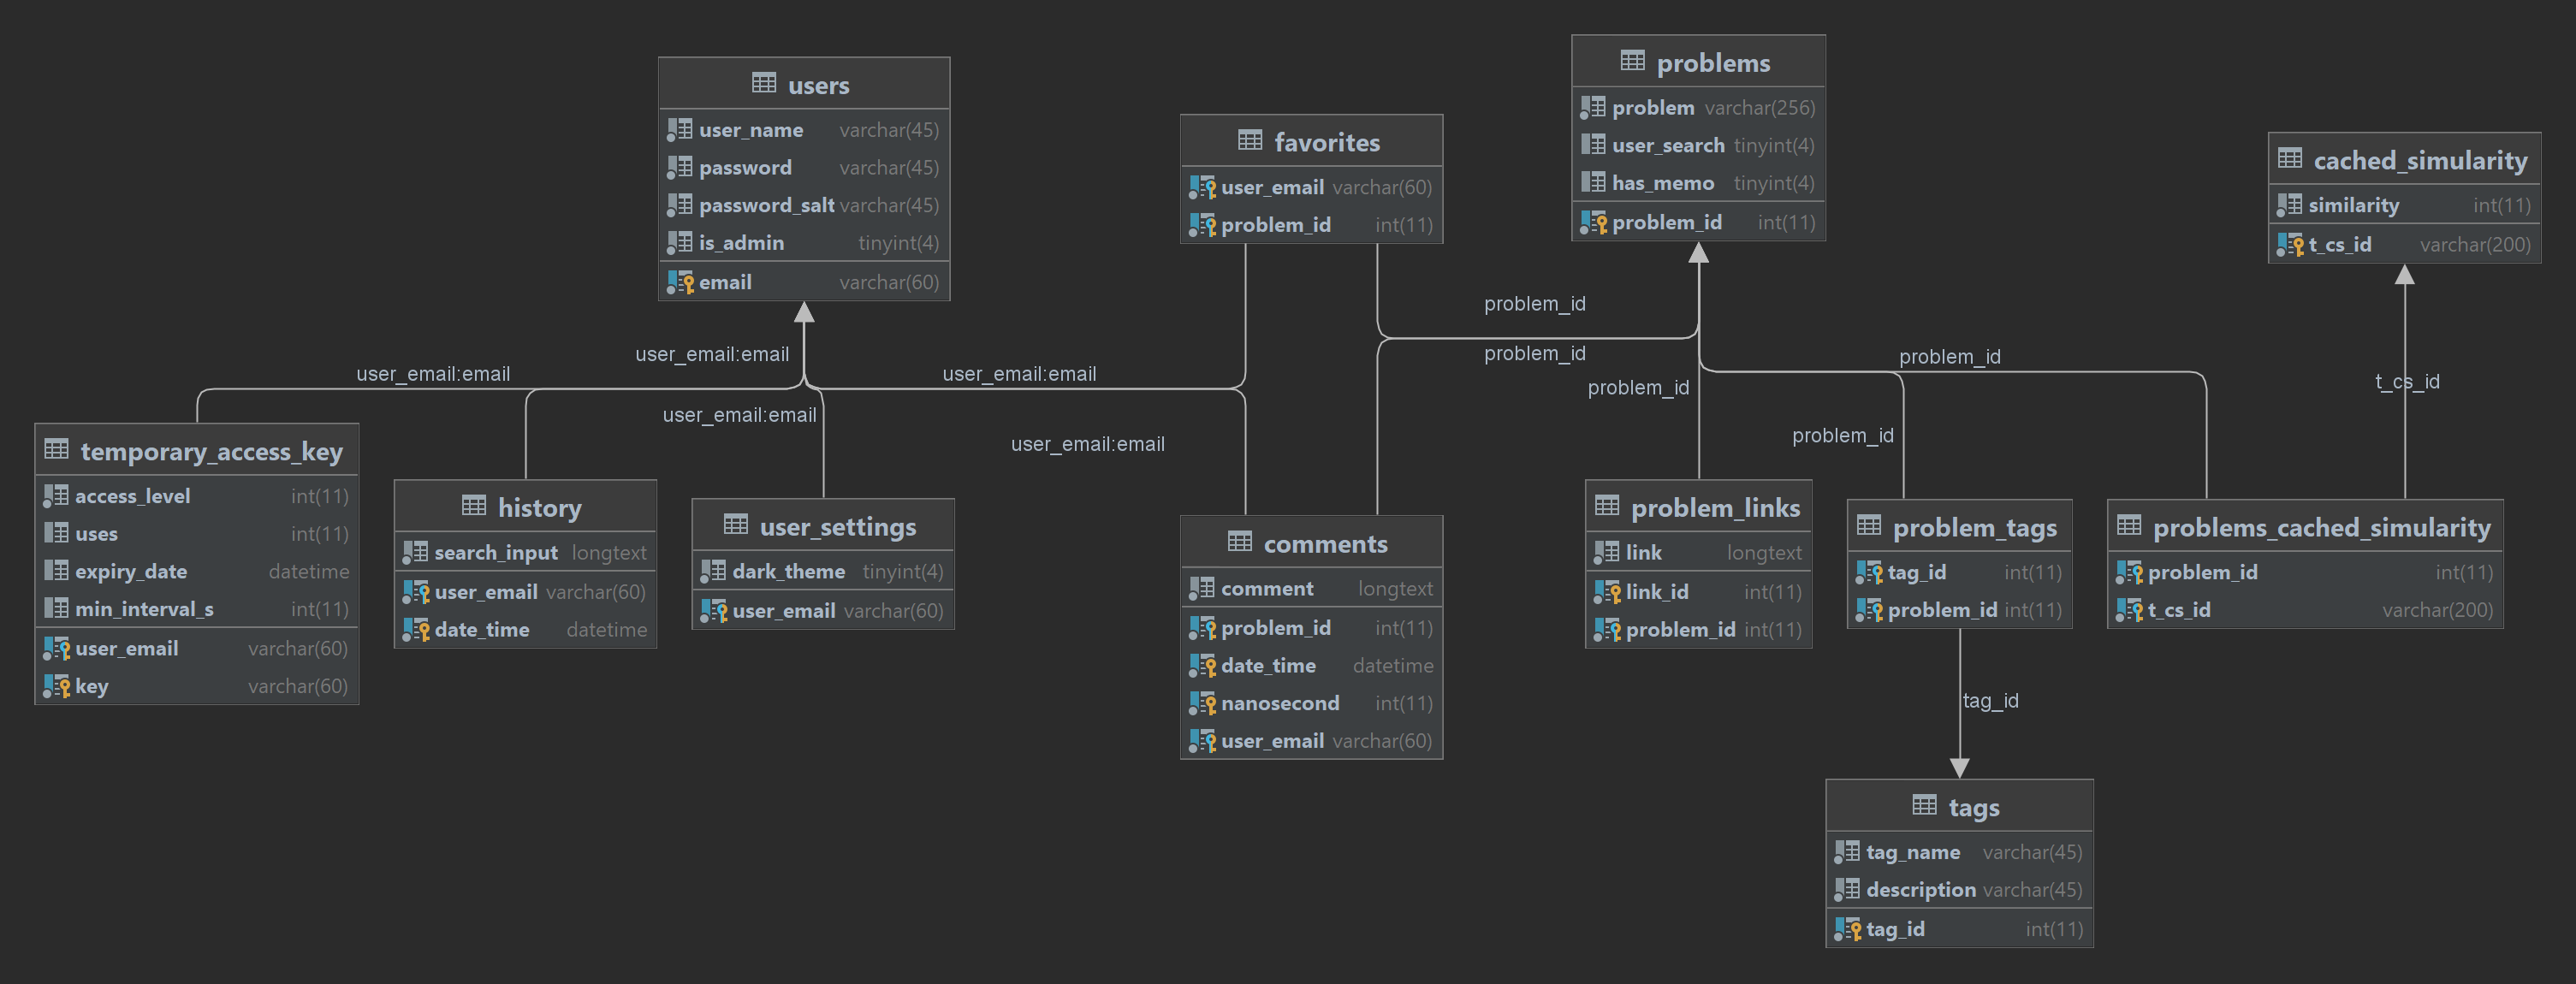 users
user_name varchar(45)
password varchar(45)
password_salt varchar(45)
is_admin tinyint(4)
email varchar(60)
favorites
user_email varchar(60)
problem_id int(11)
problems
problem varchar(256)
user_search tinyint(4)
has_memo tinyint(4)
problem_id int(11)
cached_simularity
similarity int(11)
t_cs_id varchar(200)
user_email:email
user_email:email
user_email:email
user_email:email
user_email:email
problem_id
problem_id
problem_id
problem_id
problem_id
t_cs_id
temporary_access_key
access_level int(11)
uses int(11)
expiry_date datetime
min_interval_s int(11)
user_email varchar(60)
key varchar(60)
history
search_input longtext
user_email varchar(60)
date_time datetime
user_settings
dark_theme tinyint(4)
user_email varchar(60)
comments
comment longtext
problem_id int(11)
date_time datetime
nanosecond int(11)
user_email varchar(60)
problem_links
link longtext
link_id int(11)
problem_id int(11)
problem_tags
tag_id int(11)
problem_id int(11)
problems_cached_simularity
problem_id int(11)
t_cs_id varchar(200)
tag_id
tags
tag_name varchar(45)
description varchar(45)
tag_id int(11)